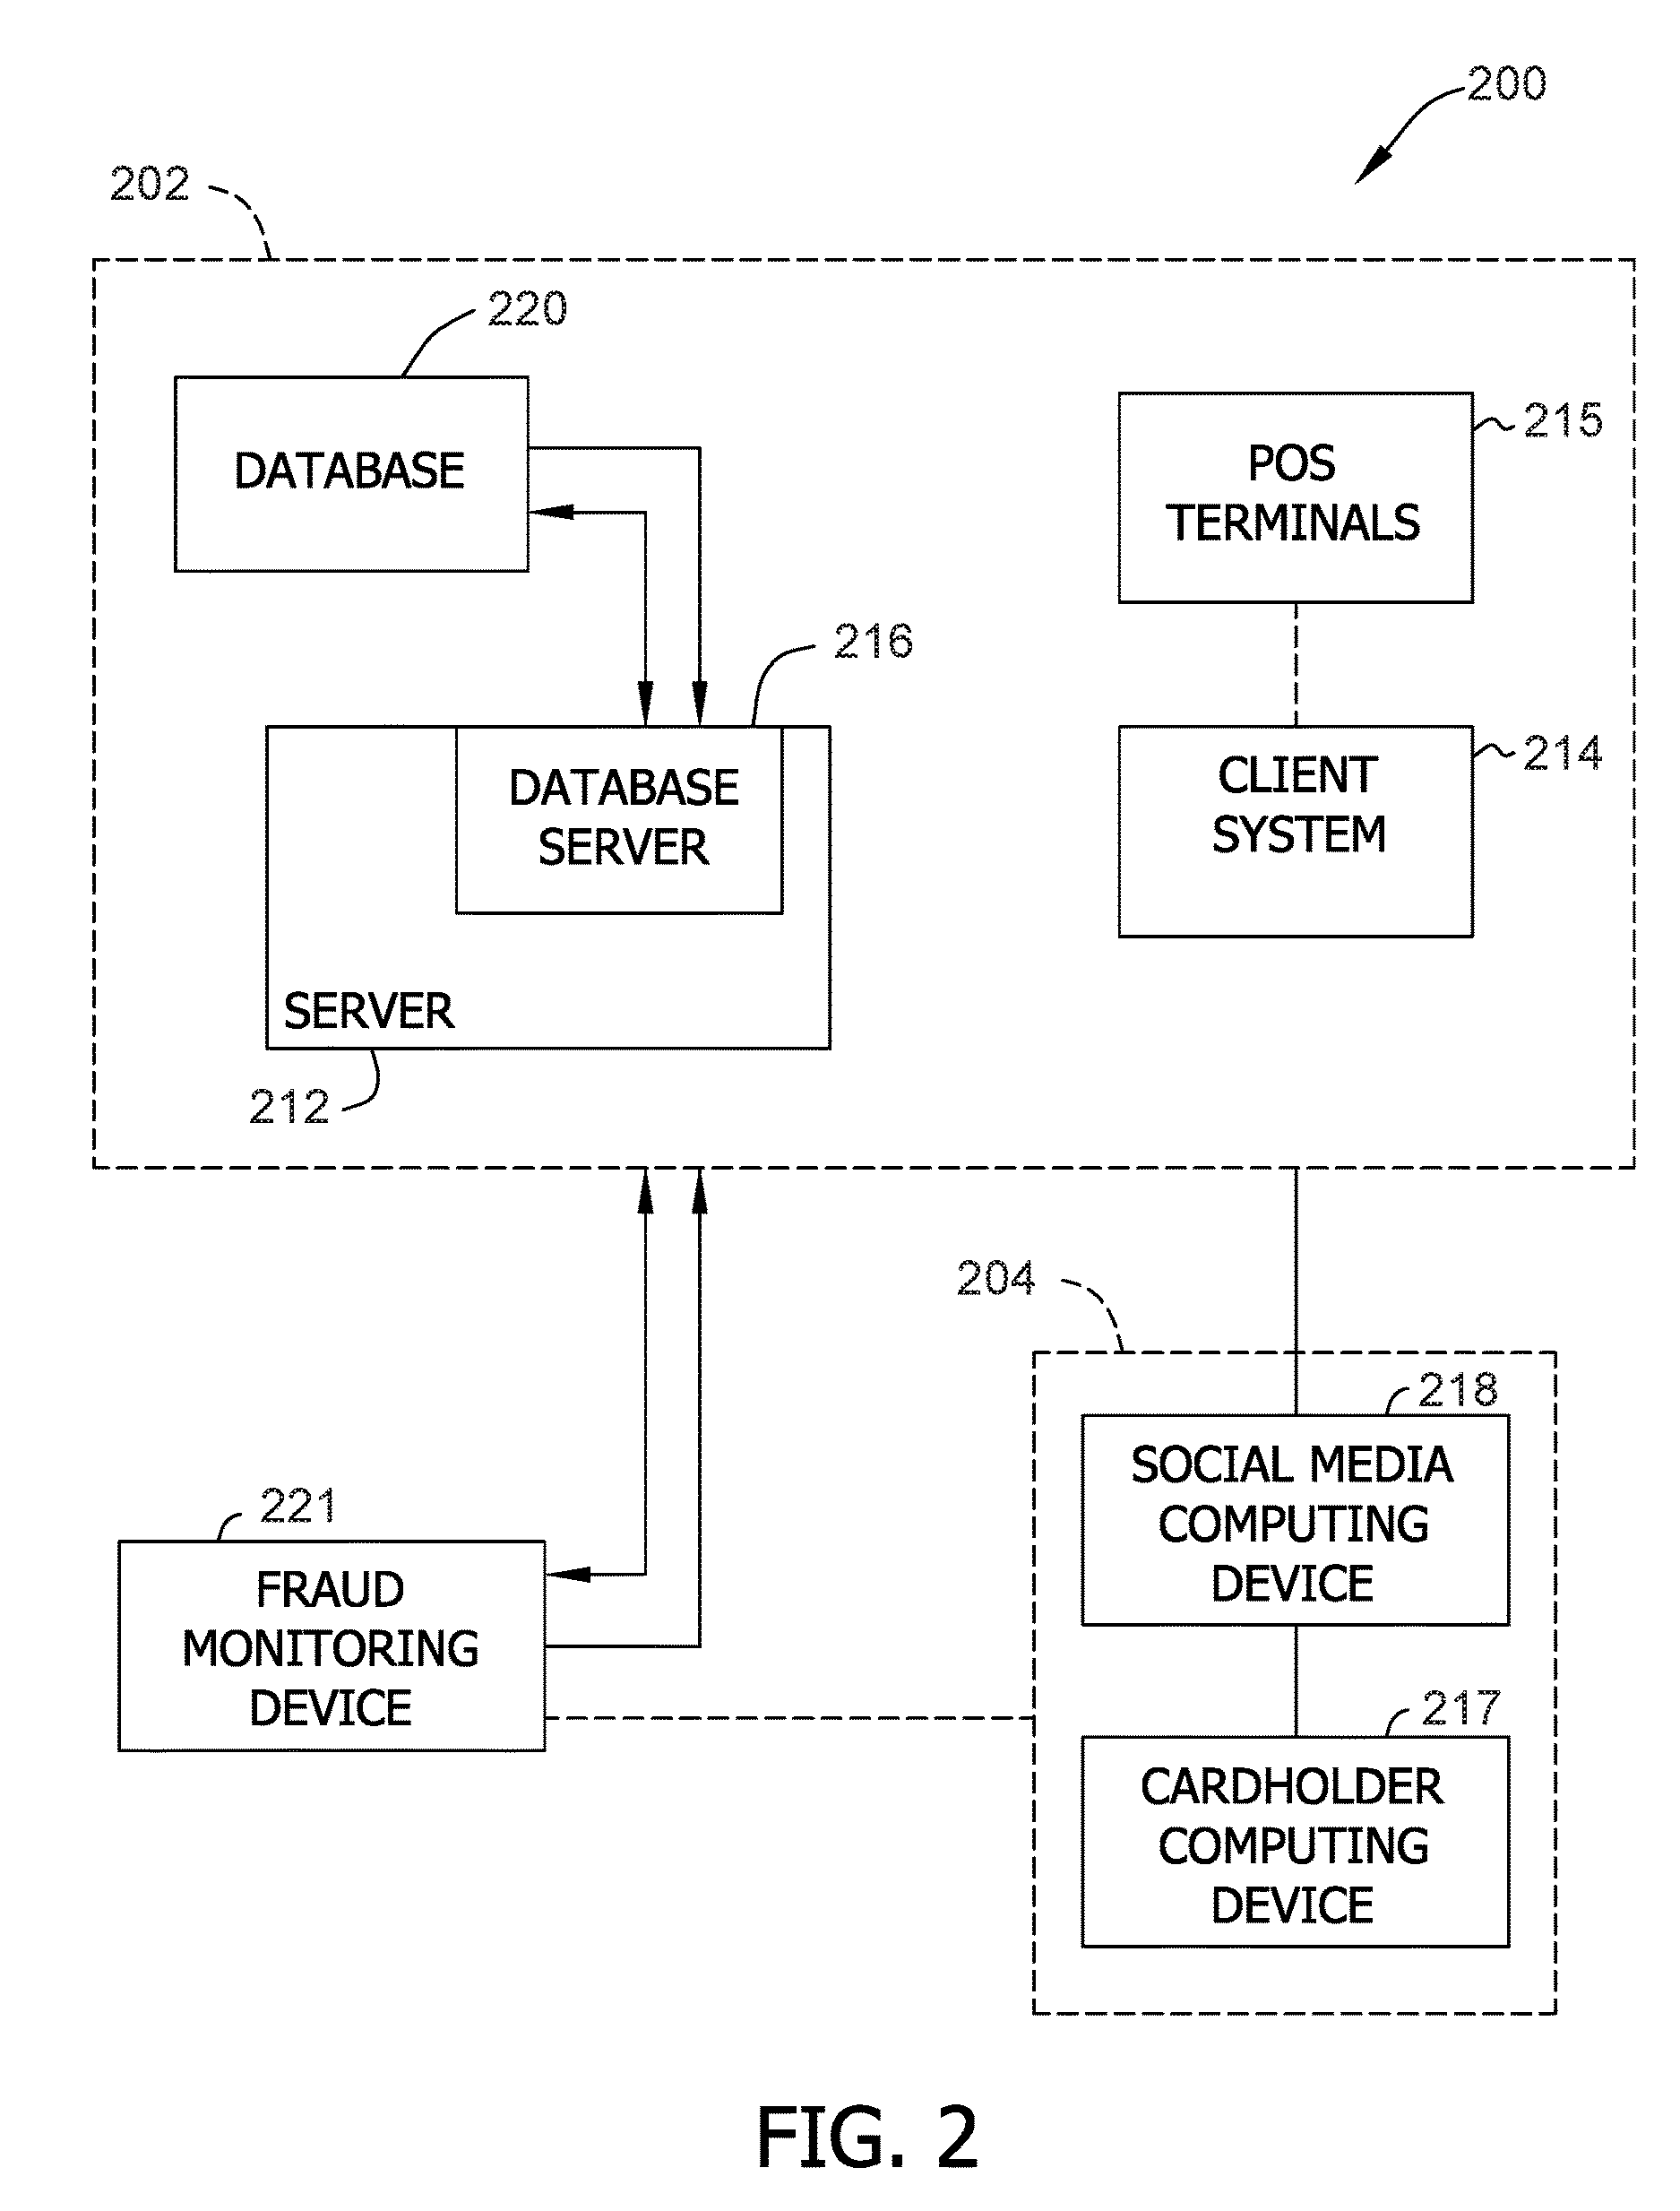 200
202
220
DATABASE
215
POS
TERMINALS
216
DATABASE
SERVER
214
CLIENT
SYSTEM
SERVER
212
204
218
SOCIAL MEDIA
COMPUTING
DEVICE
221
FRAUD
MONITORING
DEVICE
217
CARDHOLDER
COMPUTING
DEVICE
FIG. 2